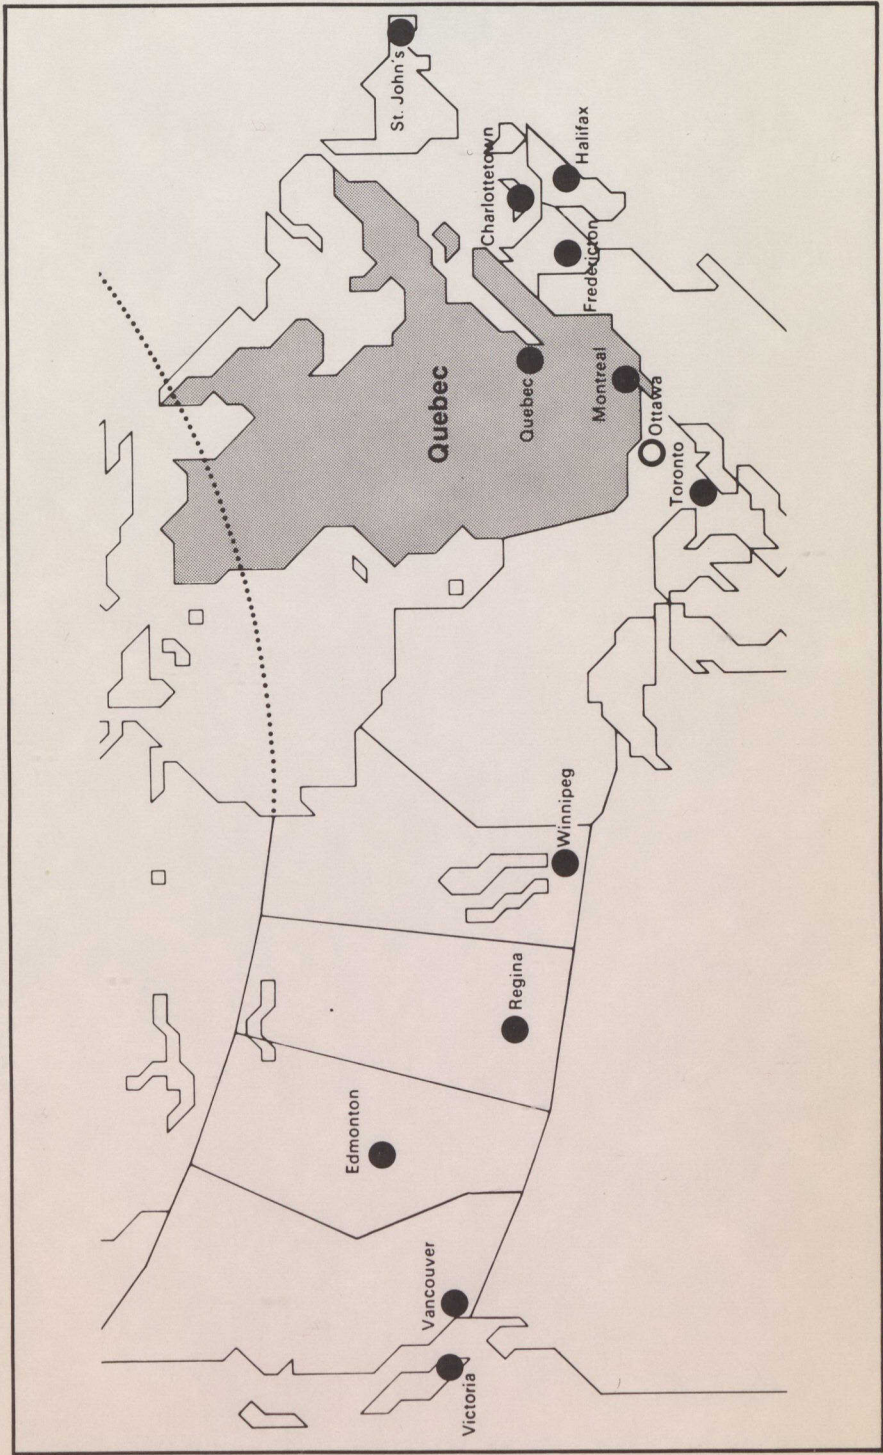 St. John's
Charlottetown
Halifax
Fredericton
Quebec
Quebec
Montreal
Ottawa
Toronto
Winnipeg
Regina
Edmonton
Vancouver
Victoria